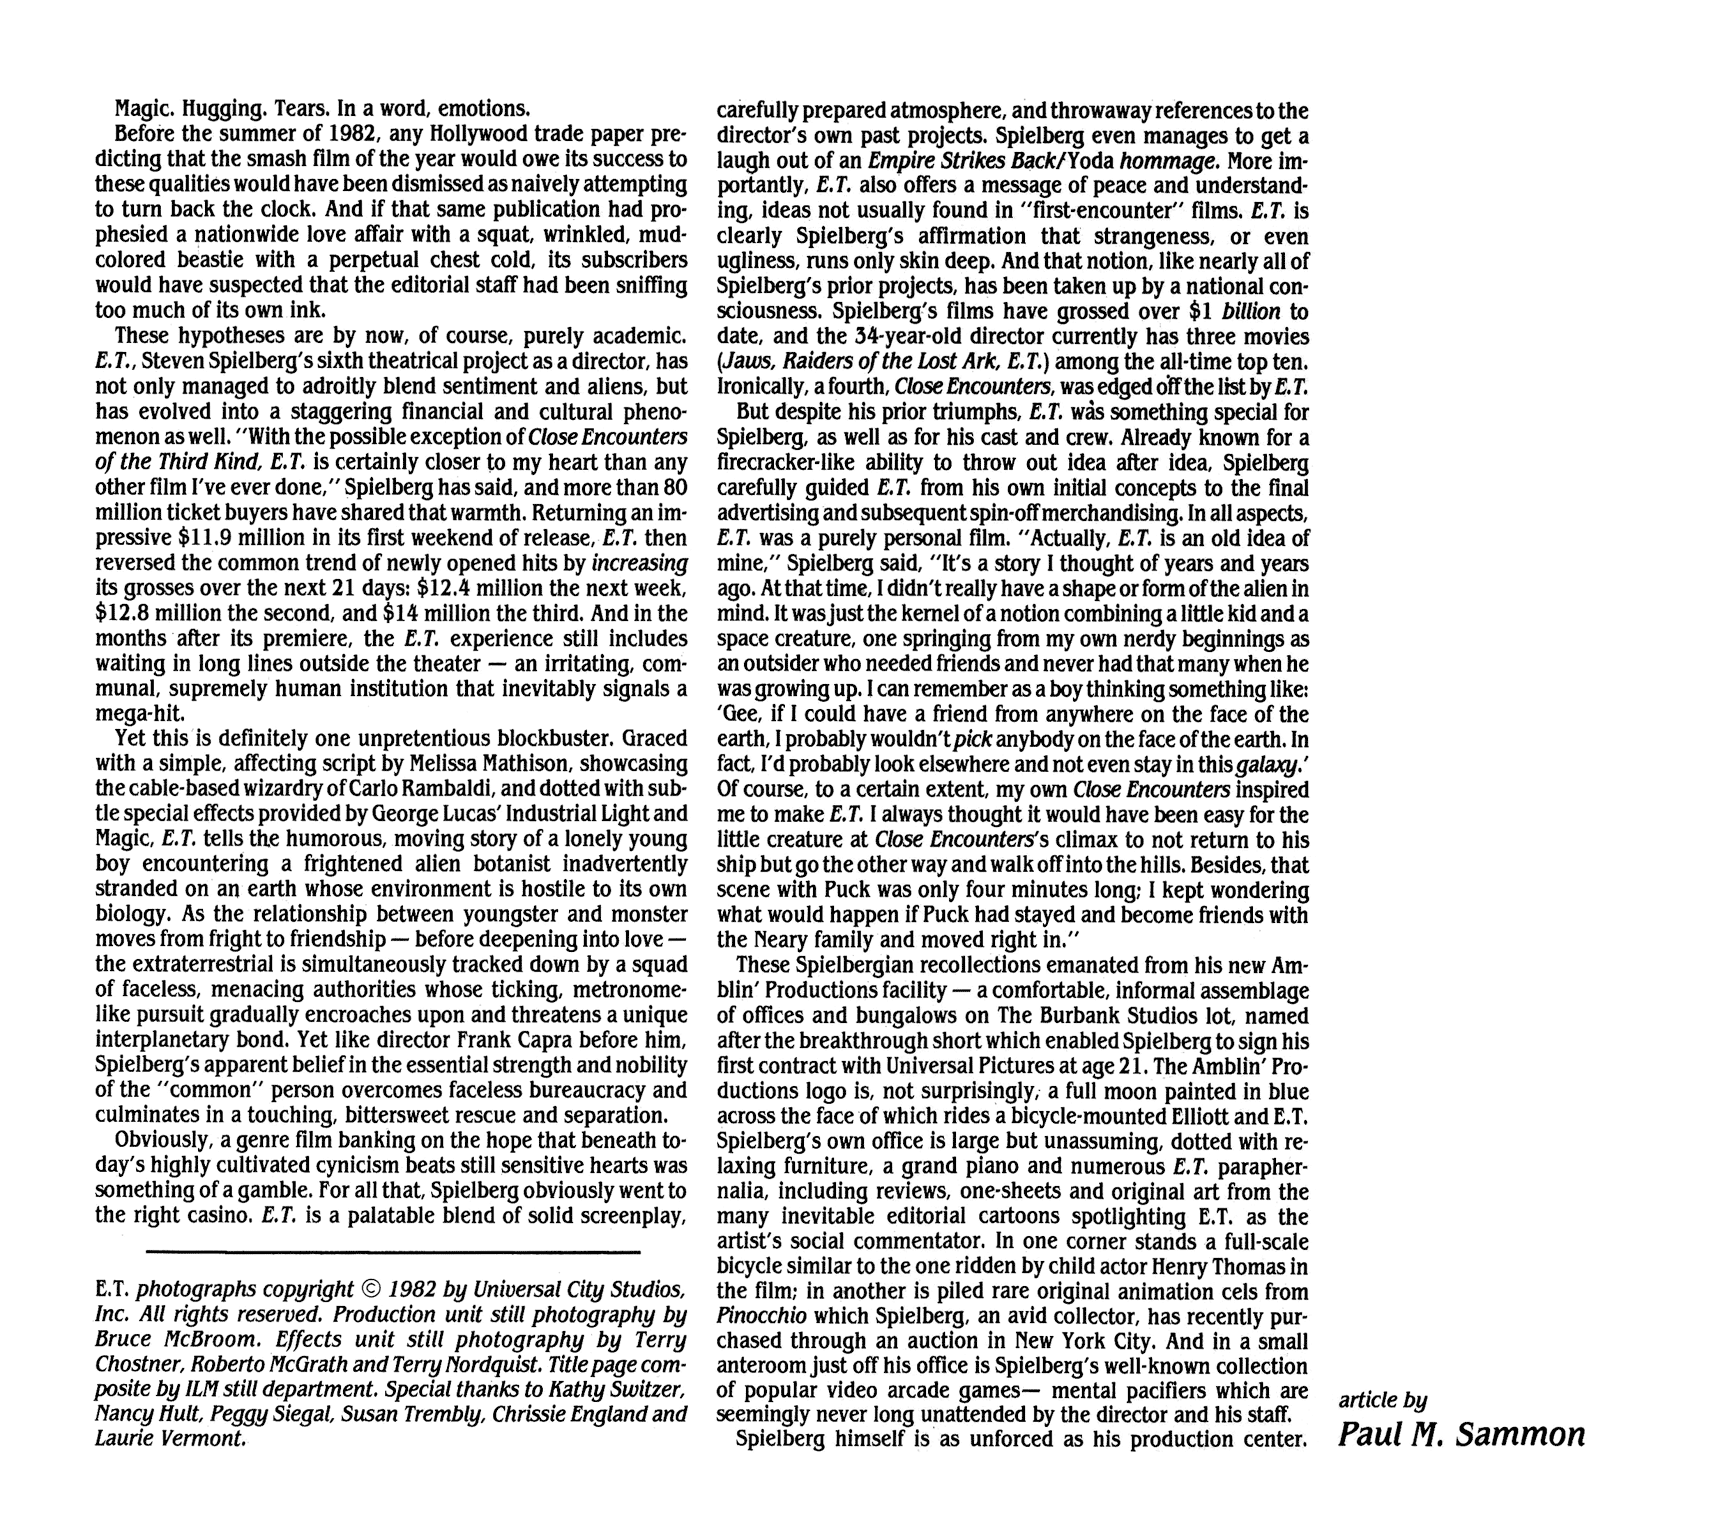 Magic. Hugging. Tears. In a word, emotions.
Before the summer of 1982, any Hollywood trade paper pre-
dicting that the smash film of the year would owe its success to
these qualities would have been dismissed as naively attempting
to turn back the clock. And if that same publication had pro-
phesied a nationwide love affair with a squat, wrinkled, mud-
colored beastie with a perpetual chest cold, its subscribers
would have suspected that the editorial staff had been sniffing
too much of its own ink.
These hypotheses are by now, of course, purely academic.
E.T., Steven Spielberg's sixth theatrical project as a director, has
not only managed to adroitly blend sentiment and aliens, but
has evolved into a staggering financial and cultural pheno-
menon as well. "With the possible exception of Close Encounters
of the Third Kind, E.T. is certainly closer to my heart than any
other film I've ever done," Spielberg has said, and more than 80
million ticket buyers have shared that warmth. Returning an im-
pressive $11.9 million in its first weekend of release, E.T. then
reversed the common trend of newly opened hits by increasing
its grosses over the next 21 days: $12.4 million the next week,
$12.8 million the second, and $14 million the third. And in the
months after its premiere, the E.T. experience still includes
waiting in long lines outside the theater — an irritating, com-
munal, supremely human institution that inevitably signals a
mega-hit.
Yet this is definitely one unpretentious blockbuster. Graced
with a simple, affecting script by Melissa Mathison, showcasing
the cable-based wizardry of Carlo Rambaldi, and dotted with sub-
tle special effects provided by George Lucas' Industrial Light and
Magic, E.T. tells the humorous, moving story of a lonely young
boy encountering a frightened alien botanist inadvertently
stranded on an earth whose environment is hostile to its own
biology. As the relationship between youngster and monster
moves from fright to friendship — before deepening into love —
the extraterrestrial is simultaneously tracked down by a squad
of faceless, menacing authorities whose ticking, metronome-
like pursuit gradually encroaches upon and threatens a unique
interplanetary bond. Yet like director Frank Capra before him,
Spielberg's apparent belief in the essential strength and nobility
of the "common" person overcomes faceless bureaucracy and
culminates in a touching, bittersweet rescue and separation.
Obviously, a genre film banking on the hope that beneath to-
day's highly cultivated cynicism beats still sensitive hearts was
something of a gamble. For all that, Spielberg obviously went to
the right casino. E.T. is a palatable blend of solid screenplay,
E.T. photographs copyright © 1982 by Universal City Studios,
Inc. All rights reserved. Production unit still photography by
Bruce McBroom. Effects unit still photography by Terry
Chostner, Roberto McGrath and Terry Nordquist. Title page com-
posite by ILM still department. Special thanks to Kathy Switzer,
Nancy Hult, Peggy Siegal, Susan Trembly, Chrissie England and
Laurie Vermont.
carefully prepared atmosphere, and throwaway references to the
director's own past projects. Spielberg even manages to get a
laugh out of an Empire Strikes Back/Yoda hommage. More im-
portantly, E.T. also offers a message of peace and understand-
ing, ideas not usually found in "first-encounter" films. E.T. is
clearly Spielberg's affirmation that strangeness, or even
ugliness, runs only skin deep. And that notion, like nearly all of
Spielberg's prior projects, has been taken up by a national con-
sciousness. Spielberg's films have grossed over $1 billion to
date, and the 34-year-old director currently has three movies
(Jaws, Raiders of the Lost Ark, E.T.) among the all-time top ten.
Ironically, a fourth, Close Encounters, was edged off the list by E.T.
But despite his prior triumphs, E.T. was something special for
Spielberg, as well as for his cast and crew. Already known for a
firecracker-like ability to throw out idea after idea, Spielberg
carefully guided E.T. from his own initial concepts to the final
advertising and subsequent spin-off merchandising. In all aspects,
E.T. was a purely personal film. "Actually, E.T. is an old idea of
mine," Spielberg said, "It's a story I thought of years and years
ago. At that time, I didn't really have a shape or form of the alien in
mind. It was just the kernel of a notion combining a little kid and a
space creature, one springing from my own nerdy beginnings as
an outsider who needed friends and never had that many when he
was growing up. I can remember as a boy thinking something like:
'Gee, if I could have a friend from anywhere on the face of the
earth, I probably wouldn't pick anybody on the face of the earth. In
fact, I'd probably look elsewhere and not even stay in this galaxy.'
Of course, to a certain extent, my own Close Encounters inspired
me to make E.T. I always thought it would have been easy for the
little creature at Close Encounters's climax to not return to his
ship but go the other way and walk off into the hills. Besides, that
scene with Puck was only four minutes long; I kept wondering
what would happen if Puck had stayed and become friends with
the Neary family and moved right in."
These Spielbergian recollections emanated from his new Am-
blin' Productions facility — a comfortable, informal assemblage
of offices and bungalows on The Burbank Studios lot, named
after the breakthrough short which enabled Spielberg to sign his
first contract with Universal Pictures at age 21. The Amblin' Pro-
ductions logo is, not surprisingly, a full moon painted in blue
across the face of which rides a bicycle-mounted Elliott and E.T.
Spielberg's own office is large but unassuming, dotted with re-
laxing furniture, a grand piano and numerous E.T. parapher-
nalia, including reviews, one-sheets and original art from the
many inevitable editorial cartoons spotlighting E.T. as the
artist's social commentator. In one corner stands a full-scale
bicycle similar to the one ridden by child actor Henry Thomas in
the film; in another is piled rare original animation cels from
Pinocchio which Spielberg, an avid collector, has recently pur-
chased through an auction in New York City. And in a small
anteroom just off his office is Spielberg's well-known collection
of popular video arcade games— mental pacifiers which are
seemingly never long unattended by the director and his staff.
Spielberg himself is as unforced as his production center.
article by
Paul M. Sammon